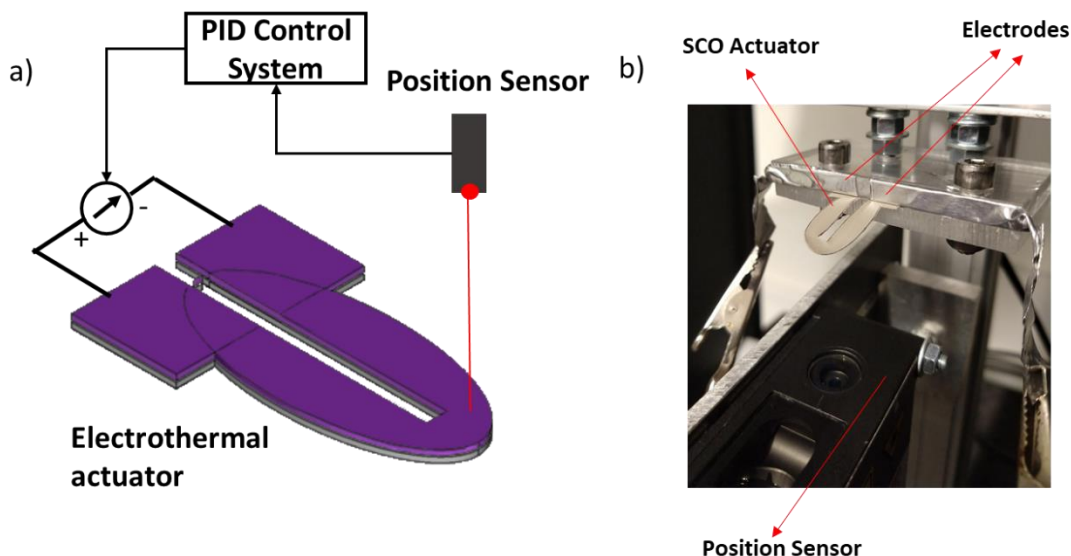 a)
PID Control
System
Position Sensor
-
+
Electrothermal
actuator
b)
SCO Actuator
Electrodes
Position Sensor